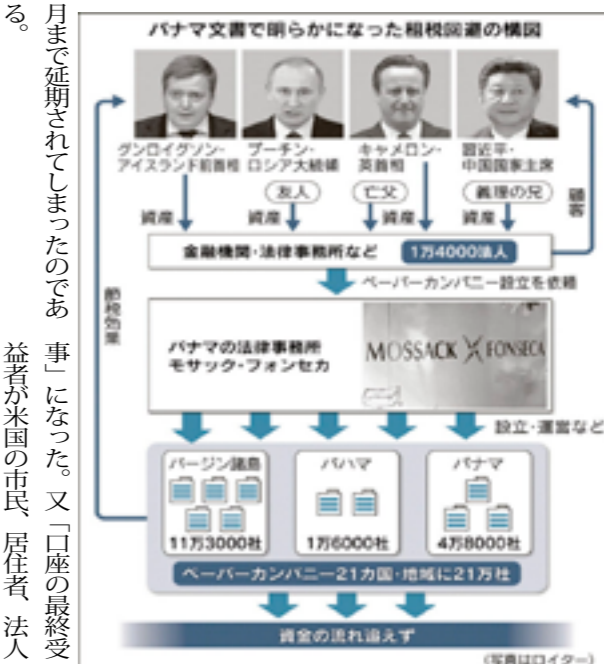 パナマ文書で明らかになった租税回避の構図
グンロイグソン・
アイスランド前首相
プーチン・
ロシア大統領
キャメロン・
英首相
習近平・
中国国家主席
友人
亡父
義理の兄
資産
資産
資産
資産
顧客
金融機関・法律事務所など
1万4000法人
ペーパーカンパニー設立を依頼
節税効果
パナマの法律事務所
モサック・フォンセカ
MOSSACK FONSECA
設立・運営など
バージン諸島
11万3000社
バハマ
1万6000社
パナマ
4万8000社
ペーパーカンパニー21カ国・地域に21万社
資金の流れ追えず
(写真はロイター)
月まで延期されてしまったのであ
る。
事」になった。又「口座の最終受
益者が米国の市民、居住者、法人